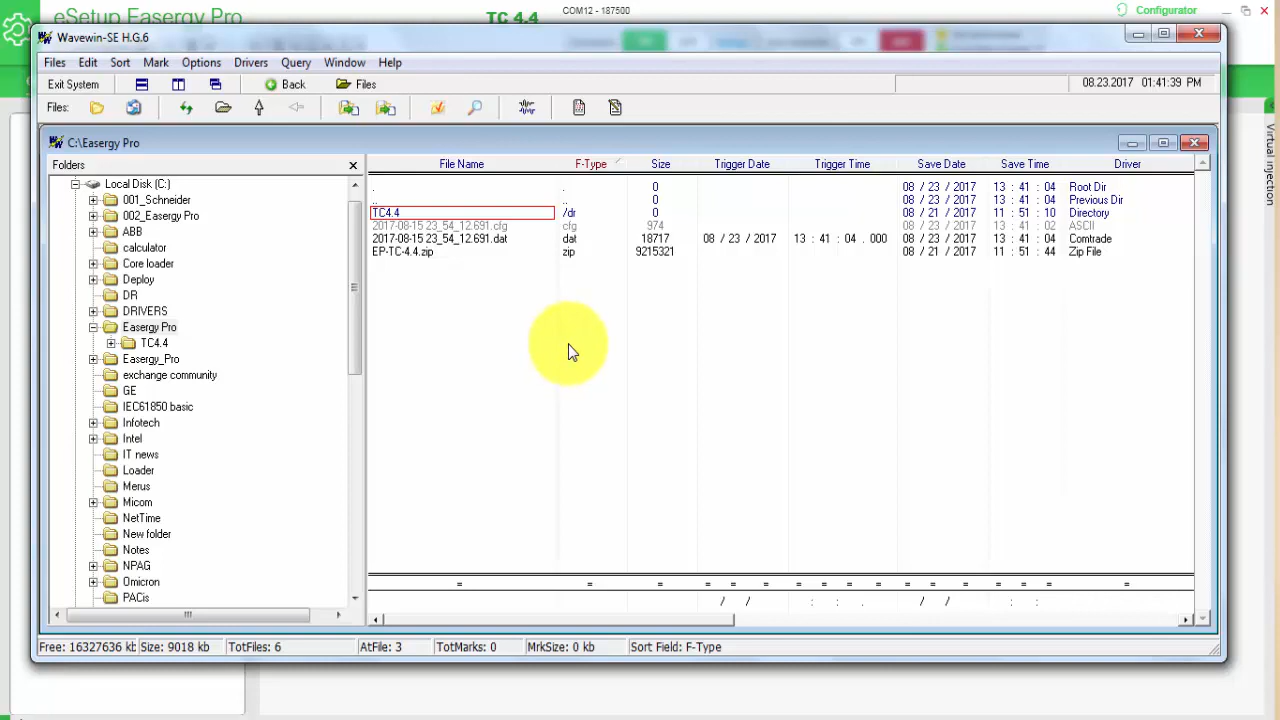 eSetup Easergy Pro
TC 4.4
COM12 - 187500
Configurator
Wavewin-SE H.G.6
Files Edit Sort Mark Options Drivers Query Window Help
Exit System Back Files 08.23.2017 01:41:39 PM
Files:
Virtual injection
C:\Easergy Pro
Folders
File Name F-Type Size Trigger Date Trigger Time Save Date Save Time Driver
. . 0 08 / 23 / 2017 13 : 41 : 04 Root Dir
.. .. 0 08 / 23 / 2017 13 : 41 : 04 Previous Dir
TC4.4 /dr 0 08 / 21 / 2017 11 : 51 : 10 Directory
2017-08-15 23_54_12.691.cfg cfg 974 08 / 23 / 2017 13 : 41 : 02 ASCII
2017-08-15 23_54_12.691.dat dat 18717 08 / 23 / 2017 13 : 41 : 04 . 000 08 / 23 / 2017 13 : 41 : 04 Comtrade
EP-TC-4.4.zip zip 9215321 08 / 21 / 2017 11 : 51 : 44 Zip File
Local Disk (C:)
001_Schneider
002_Easergy Pro
ABB
calculator
Core loader
Deploy
DR
DRIVERS
Easergy Pro
TC4.4
Easergy_Pro
exchange community
GE
IEC61850 basic
Infotech
Intel
IT news
Loader
Merus
Micom
NetTime
New folder
Notes
NPAG
Omicron
PACis
= = = = = = = = = = = = = = =
/ / : : . / / : :
Free: 16327636 kb Size: 9018 kb TotFiles: 6 AtFile: 3 TotMarks: 0 MrkSize: 0 kb Sort Field: F-Type